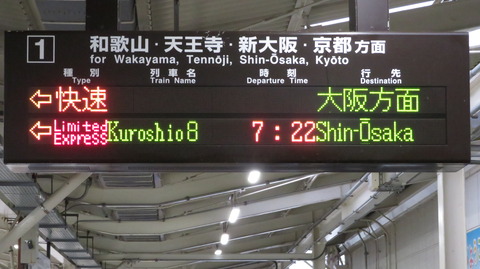 1 和歌山・天王寺・新大阪・京都方面
for Wakayama, Tennōji, Shin-Ōsaka, Kyōto
種別 列車名 時刻 行先
Type Train Name Departure Time Destination
←快速 大阪方面
←Limited Express Kuroshio 8 7:22 Shin-Ōsaka